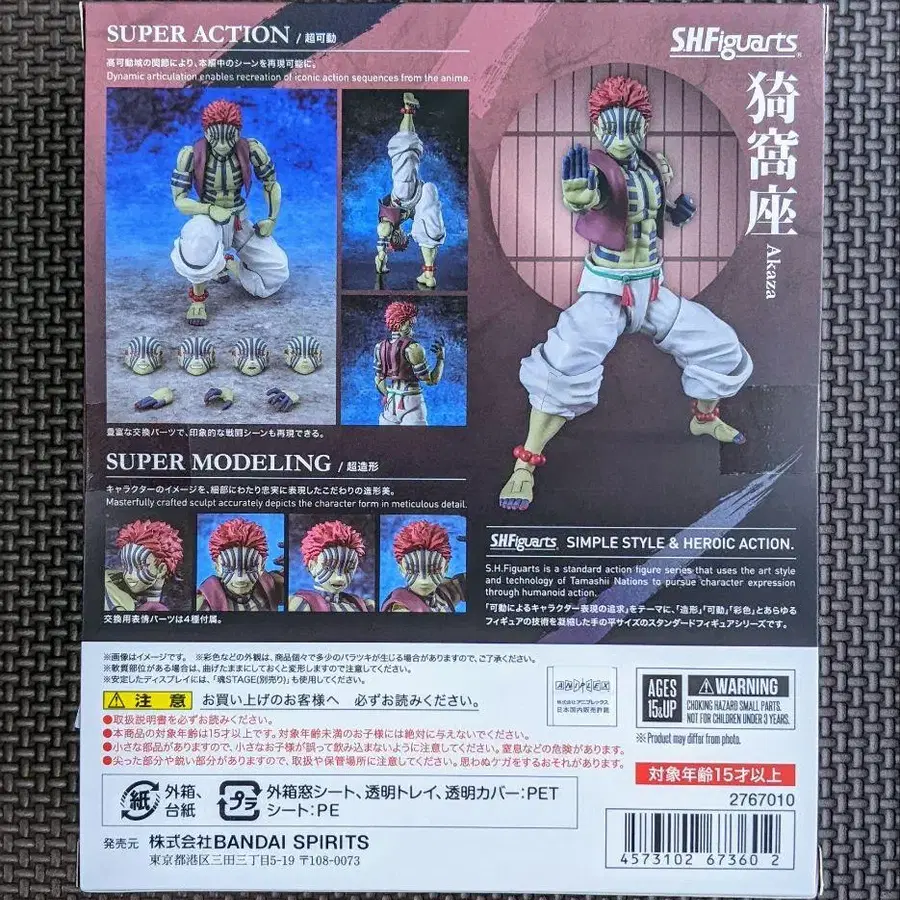 SUPER ACTION / 超可動
高可動域の関節により、本編中のシーンを再現可能に。
Dynamic articulation enables recreation of iconic action sequences from the anime.
豊富な交換パーツで、印象的な戦闘シーンも再現できる。
SUPER MODELING / 超造形
キャラクターのイメージを、細部にわたり忠実に表現したこだわりの造形美。
Masterfully crafted sculpt accurately depicts the character form in meticulous detail.
交換用表情パーツは4種付属。
S.H.Figuarts
猗窩座
Akaza
S.H.Figuarts SIMPLE STYLE & HEROIC ACTION.
S.H.Figuarts is a standard action figure series that uses the art style
and technology of Tamashii Nations to pursue character expression
through humanoid action.
「可動によるキャラクター表現の追求」をテーマに、「造形」「可動」「彩色」とあらゆる
フィギュアの技術を凝縮した手の平サイズのスタンダードフィギュアシリーズです。
※画像はイメージです。 ※彩色などの外観は、商品個々で多少のバラツキが生じる場合がありますので、ご了承ください。
※軟質部位がある場合は、曲げたままにしておくと変形しますので伸ばして保管してください。
※安定したディスプレイには、「魂STAGE(別売り)」も使用してください。
注意 お買い上げのお客様へ 必ずお読みください。
●取扱説明書を必ずお読みください。
●本商品の対象年齢は15才以上です。対象年齢未満のお子様には絶対に与えないでください。
●小さな部品がありますので、小さなお子様が誤って飲み込まないように注意してください。窒息などの危険があります。
●尖った部分や鋭い部分がありますので、取扱や保管場所に注意してください。思わぬケガをするおそれがあります。
紙 外箱、台紙
プラ 外箱窓シート、透明トレイ、透明カバー:PET
シート:PE
発売元 株式会社BANDAI SPIRITS
東京都港区三田三丁目5-19 〒108-0073
ANIPLEX
株式会社アニプレックス
日本国内販売許諾
AGES
15&UP
WARNING
CHOKING HAZARD SMALL PARTS.
NOT FOR CHILDREN UNDER 3 YEARS.
※Product may differ from photo.
対象年齢15才以上
2767010
4573102 67360 2